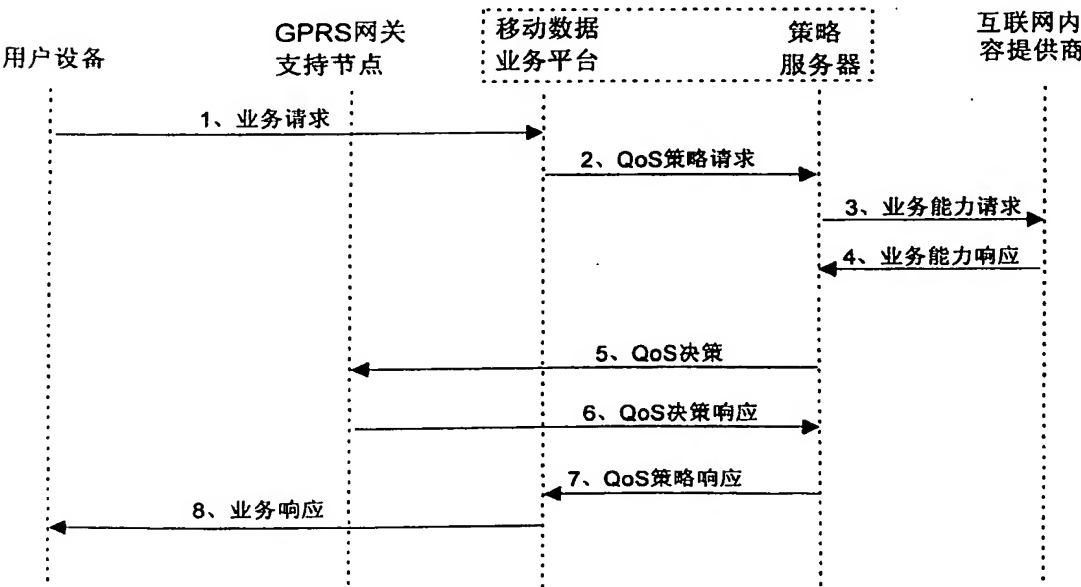 用户设备
GPRS网关
支持节点
移动数据
业务平台
策略
服务器
互联网内
容提供商
1、业务请求
2、QoS策略请求
3、业务能力请求
4、业务能力响应
5、QoS决策
6、QoS决策响应
7、QoS策略响应
8、业务响应